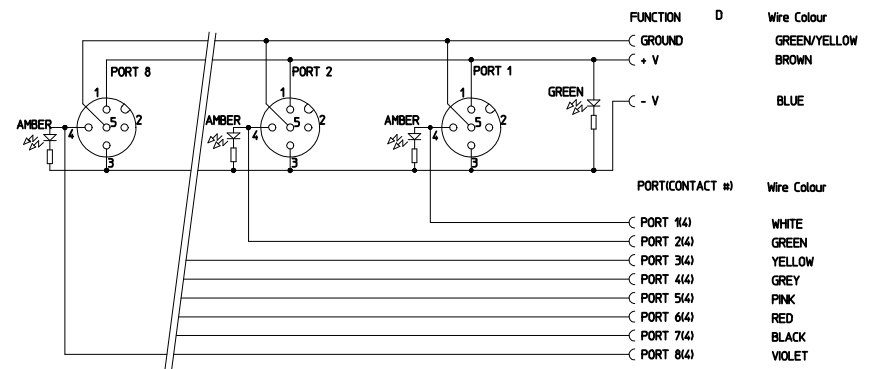 FUNCTION D Wire Colour
GROUND GREEN/YELLOW
+ V BROWN
PORT 8 PORT 2 PORT 1
GREEN
- V BLUE
1 1 1
AMBER 4 5 2 AMBER 4 5 2 AMBER 4 5 2
3 3 3
PORT(CONTACT #) Wire Colour
PORT 1(4) WHITE
PORT 2(4) GREEN
PORT 3(4) YELLOW
PORT 4(4) GREY
PORT 5(4) PINK
PORT 6(4) RED
PORT 7(4) BLACK
PORT 8(4) VIOLET